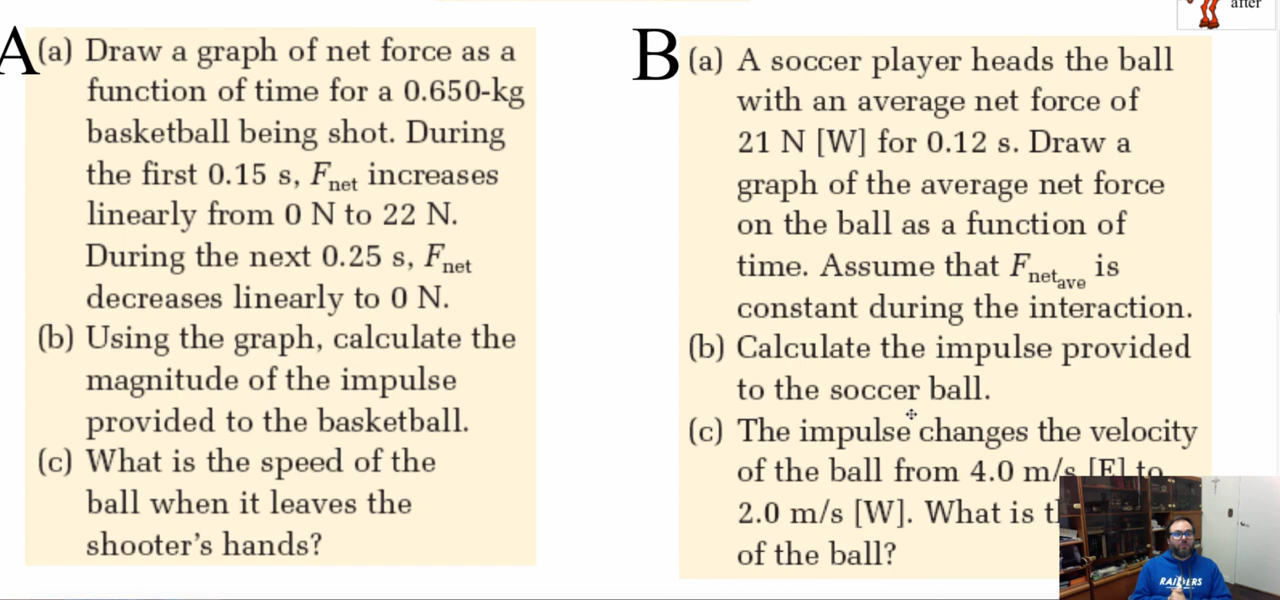 after
A
(a) Draw a graph of net force as a
function of time for a 0.650-kg
basketball being shot. During
the first 0.15 s, Fnet increases
linearly from 0 N to 22 N.
During the next 0.25 s, Fnet
decreases linearly to 0 N.
(b) Using the graph, calculate the
magnitude of the impulse
provided to the basketball.
(c) What is the speed of the
ball when it leaves the
shooter's hands?
B
(a) A soccer player heads the ball
with an average net force of
21 N [W] for 0.12 s. Draw a
graph of the average net force
on the ball as a function of
time. Assume that Fnetave is
constant during the interaction.
(b) Calculate the impulse provided
to the soccer ball.
(c) The impulse changes the velocity
of the ball from 4.0 m/s [E] to
2.0 m/s [W]. What is
of the ball?
RAIDERS